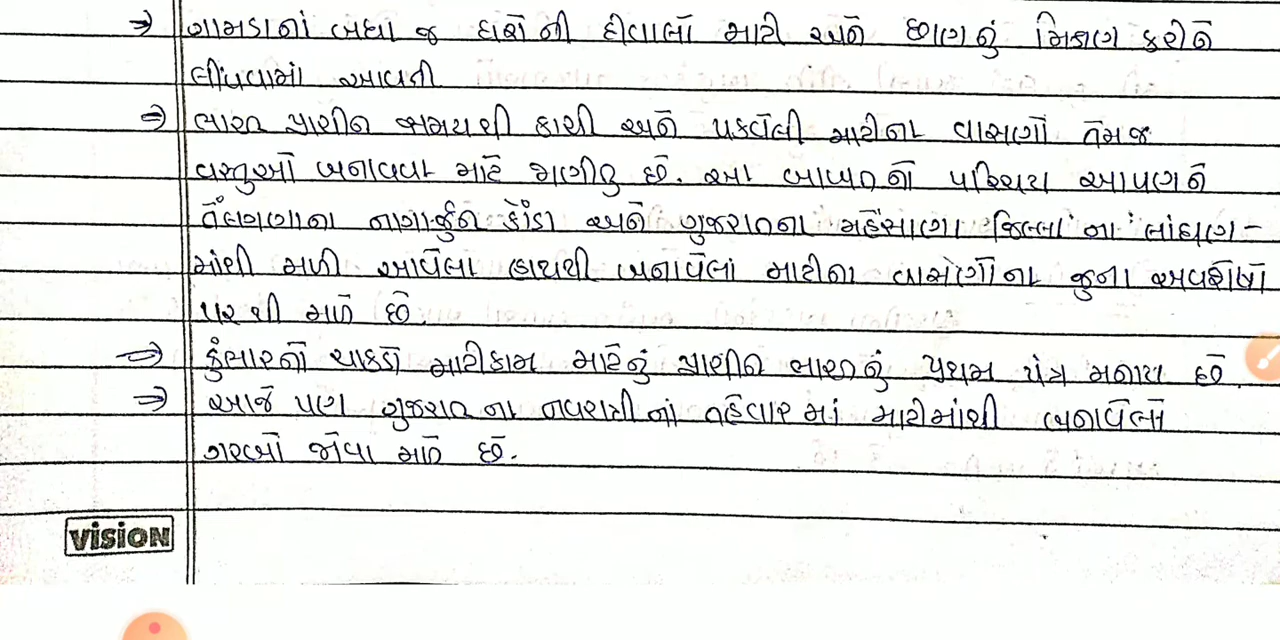 ⇒ ગામડાનાં બધા જ ઘરોની દીવાલો માટી અને છાણનું મિશ્રણ કરીને
લીંપવામાં આવતી
⇒ ભારત પ્રાચીન સમયથી કાચી અને પકવેલી માટીના વાસણો તેમજ
વસ્તુઓ બનાવવા માટે જાણીતુ છે. આ બાબતનો પરિચય આપણને
તેલંગણાના નાગાર્જુન કોંડા અને ગુજરાતના મહેસાણા જિલ્લાના લાંઘણ-
માંથી મળી આવેલા હાથથી બનાવેલાં માટીના વાસણોના જુના અવશેષો
પરથી મળે છે.
⇒ કુંભારનો ચાકડો માટીકામ માટેનું પ્રાચીન ભારતનું પ્રથમ યંત્ર મનાય છે.
⇒ આજે પણ ગુજરાતના નવરાત્રીનાં તહેવારમાં માટીમાંથી બનાવેલો
ગરબો જોવા મળે છે.
VISION